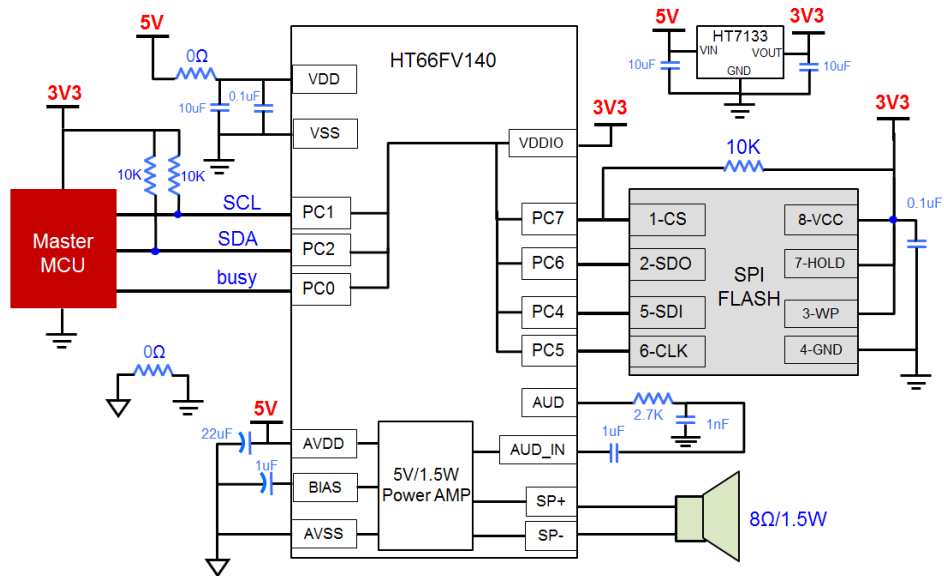 5V
0Ω
10uF
0.1uF
HT66FV140
VDD
VSS
5V
HT7133
3V3
VIN
VOUT
GND
10uF
10uF
3V3
10K
10K
Master
MCU
SCL
SDA
busy
PC1
PC2
PC0
VDDIO
3V3
3V3
10K
0.1uF
PC7
PC6
PC4
PC5
1-CS
2-SDO
5-SDI
6-CLK
SPI
FLASH
8-VCC
7-HOLD
3-WP
4-GND
0Ω
5V
22uF
1uF
AVDD
BIAS
AVSS
5V/1.5W
Power AMP
AUD
AUD_IN
SP+
SP-
2.7K
1nF
1uF
8Ω/1.5W